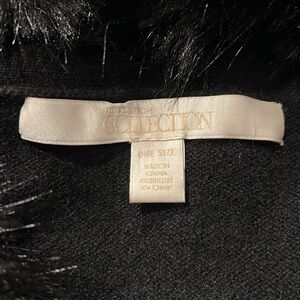 COLLECTION
ONE SIZE
MADE IN
CHINA
FABRIQUE
EN CHINE